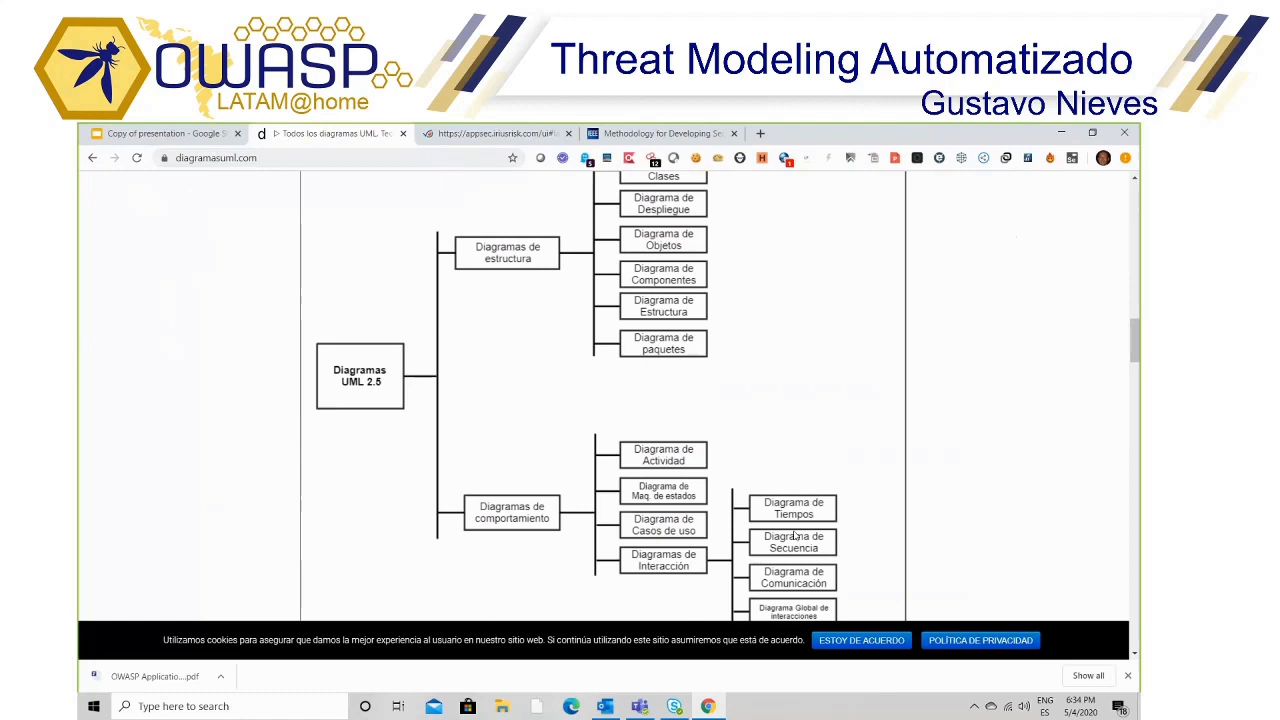 OWASP
LATAM@home
Threat Modeling Automatizado
Gustavo Nieves
Copy of presentation - Google S
Todos los diagramas UML. Tec
https://appsec.iriusrisk.com/ui#!a
Methodology for Developing Se
diagramasuml.com
5
12
1
Clases
Diagrama de
Despliegue
Diagrama de
Objetos
Diagrama de
Componentes
Diagrama de
Estructura
Diagrama de
paquetes
Diagramas de
estructura
Diagramas
UML 2.5
Diagramas de
comportamiento
Diagrama de
Actividad
Diagrama de
Maq. de estados
Diagrama de
Casos de uso
Diagramas de
Interacción
Diagrama de
Tiempos
Diagrama de
Secuencia
Diagrama de
Comunicación
Diagrama Global de
interacciones
Utilizamos cookies para asegurar que damos la mejor experiencia al usuario en nuestro sitio web. Si continúa utilizando este sitio asumiremos que está de acuerdo.
ESTOY DE ACUERDO
POLÍTICA DE PRIVACIDAD
OWASP Applicatio....pdf
Show all
Type here to search
ENG
ES
6:34 PM
5/4/2020
18